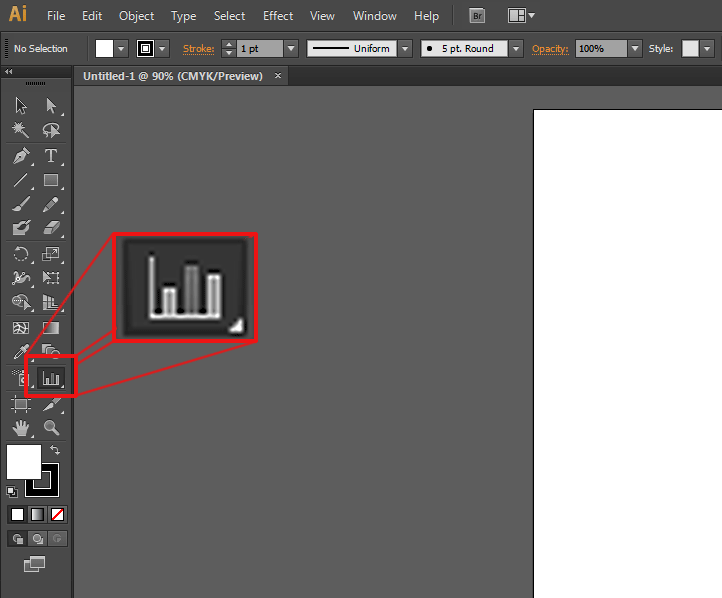 Ai File Edit Object Type Select Effect View Window Help Br
No Selection Stroke: 1 pt Uniform 5 pt. Round Opacity: 100% Style:
Untitled-1 @ 90% (CMYK/Preview) ×
T